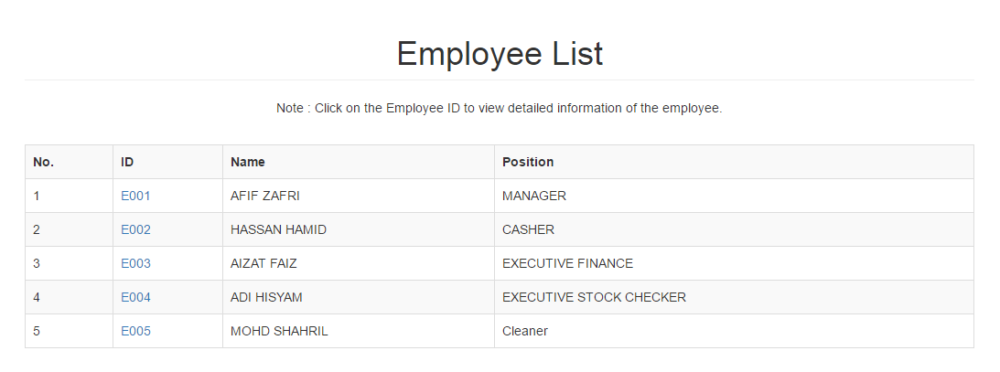 Employee List
Note : Click on the Employee ID to view detailed information of the employee.
No. ID Name Position
1 E001 AFIF ZAFRI MANAGER
2 E002 HASSAN HAMID CASHER
3 E003 AIZAT FAIZ EXECUTIVE FINANCE
4 E004 ADI HISYAM EXECUTIVE STOCK CHECKER
5 E005 MOHD SHAHRIL Cleaner